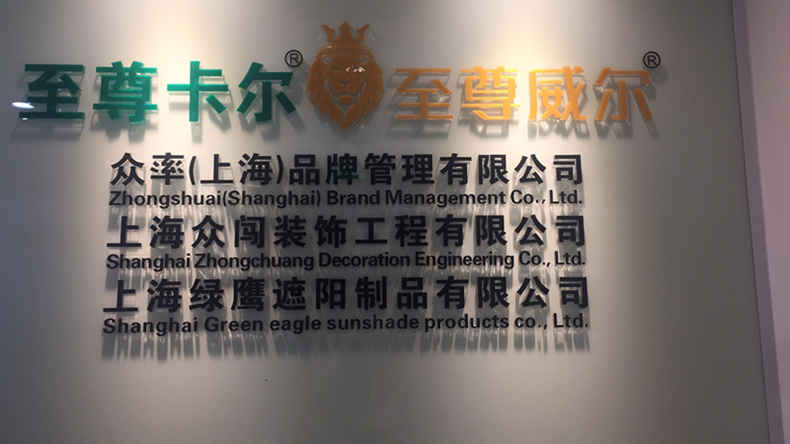 至尊卡尔® 至尊威尔®
众率(上海)品牌管理有限公司
Zhongshuai(Shanghai) Brand Management Co.,Ltd.
上海众闯装饰工程有限公司
Shanghai Zhongchuang Decoration Engineering Co., Ltd.
上海绿鹰遮阳制品有限公司
Shanghai Green eagle sunshade products co., Ltd.